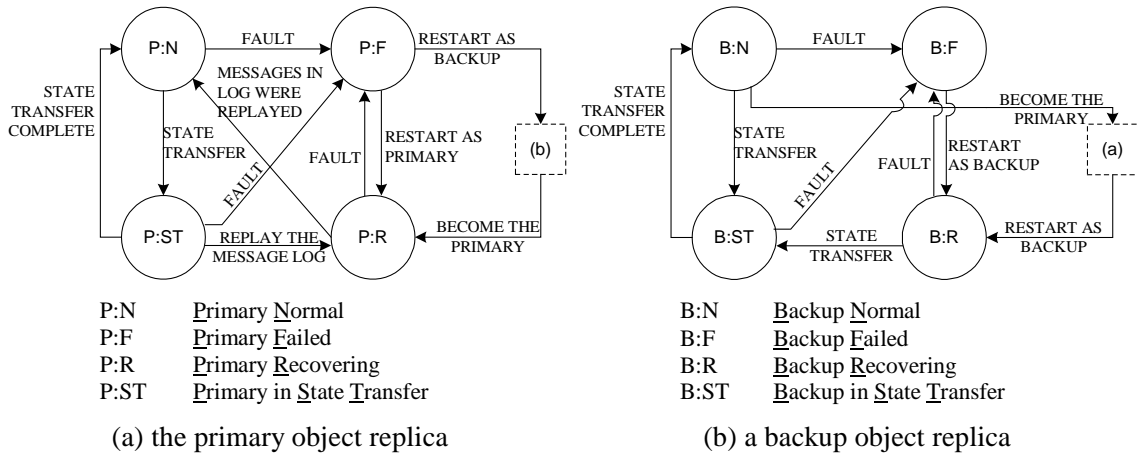 P:N
FAULT
P:F
RESTART AS
BACKUP
MESSAGES IN
LOG WERE
REPLAYED
STATE
TRANSFER
COMPLETE
STATE
TRANSFER
FAULT
FAULT
RESTART AS
PRIMARY
(b)
P:ST
REPLAY THE
MESSAGE LOG
P:R
BECOME THE
PRIMARY
P:N Primary Normal
P:F Primary Failed
P:R Primary Recovering
P:ST Primary in State Transfer
(a) the primary object replica
B:N
FAULT
B:F
BECOME THE
PRIMARY
STATE
TRANSFER
COMPLETE
STATE
TRANSFER
FAULT
FAULT
RESTART
AS BACKUP
(a)
B:ST
STATE
TRANSFER
B:R
RESTART AS
BACKUP
B:N Backup Normal
B:F Backup Failed
B:R Backup Recovering
B:ST Backup in State Transfer
(b) a backup object replica